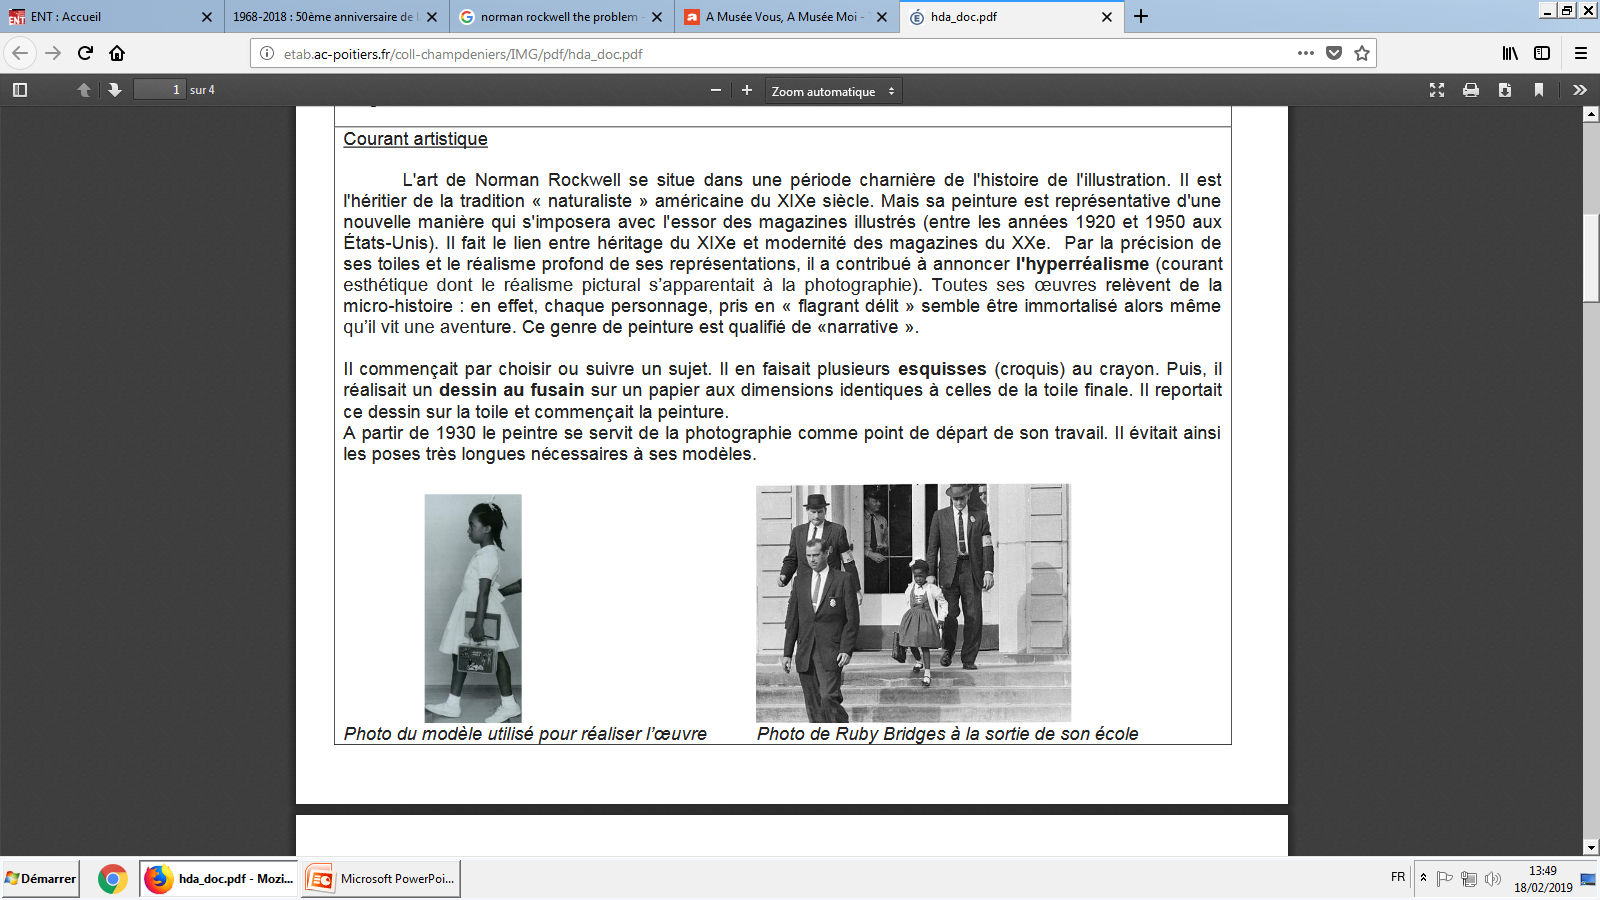 ENT : Accueil
1968-2018 : 50ème anniversaire de
norman rockwell the problem
A Musée Vous, A Musée Moi -
hda_doc.pdf
etab.ac-poitiers.fr/coll-champdeniers/IMG/pdf/hda_doc.pdf
1 sur 4
Zoom automatique
Courant artistique
L'art de Norman Rockwell se situe dans une période charnière de l'histoire de l'illustration. Il est
l'héritier de la tradition « naturaliste » américaine du XIXe siècle. Mais sa peinture est représentative d'une
nouvelle manière qui s'imposera avec l'essor des magazines illustrés (entre les années 1920 et 1950 aux
États-Unis). Il fait le lien entre héritage du XIXe et modernité des magazines du XXe. Par la précision de
ses toiles et le réalisme profond de ses représentations, il a contribué à annoncer l'hyperréalisme (courant
esthétique dont le réalisme pictural s’apparentait à la photographie). Toutes ses œuvres relèvent de la
micro-histoire : en effet, chaque personnage, pris en « flagrant délit » semble être immortalisé alors même
qu’il vit une aventure. Ce genre de peinture est qualifié de «narrative ».
Il commençait par choisir ou suivre un sujet. Il en faisait plusieurs esquisses (croquis) au crayon. Puis, il
réalisait un dessin au fusain sur un papier aux dimensions identiques à celles de la toile finale. Il reportait
ce dessin sur la toile et commençait la peinture.
A partir de 1930 le peintre se servit de la photographie comme point de départ de son travail. Il évitait ainsi
les poses très longues nécessaires à ses modèles.
Photo du modèle utilisé pour réaliser l’œuvre
Photo de Ruby Bridges à la sortie de son école
Démarrer
hda_doc.pdf - Mozi...
Microsoft PowerPoi...
FR
13:49
18/02/2019